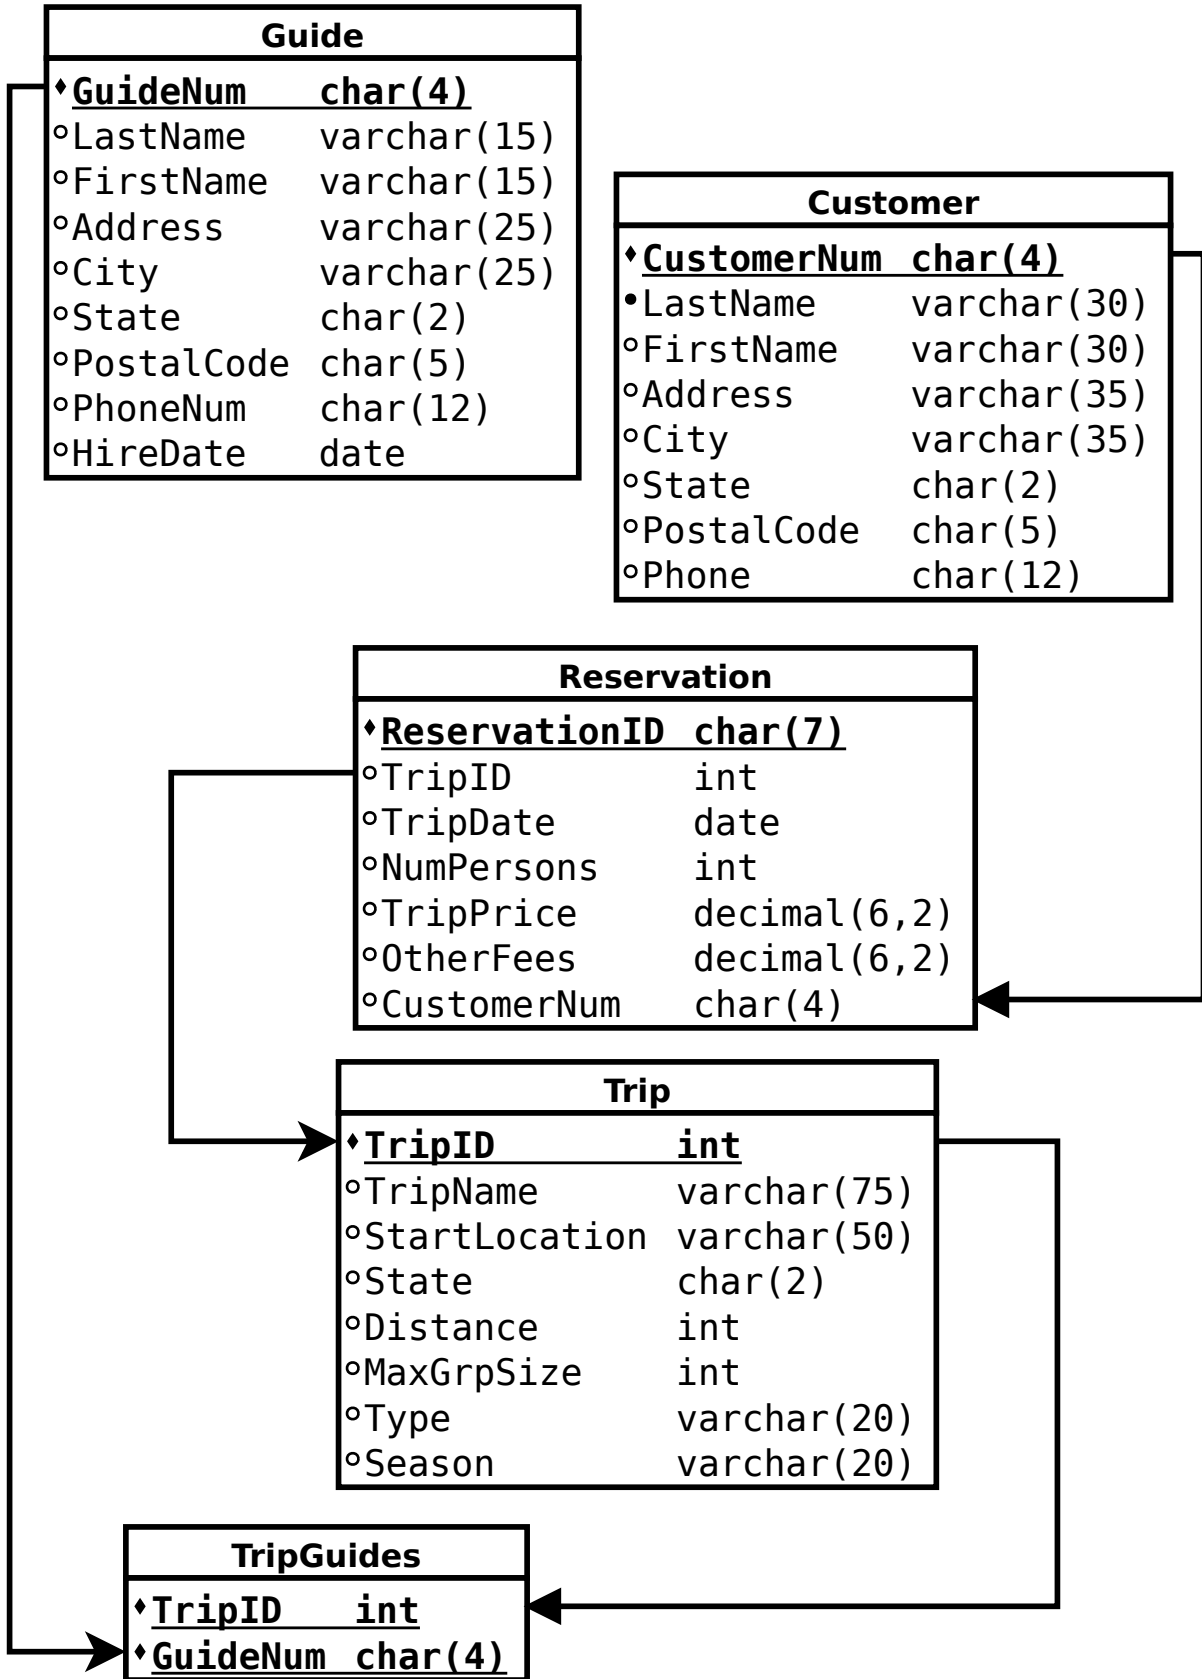 Guide
GuideNum char(4)
LastName varchar(15)
FirstName varchar(15)
Address varchar(25)
City varchar(25)
State char(2)
PostalCode char(5)
PhoneNum char(12)
HireDate date
Customer
CustomerNum char(4)
LastName varchar(30)
FirstName varchar(30)
Address varchar(35)
City varchar(35)
State char(2)
PostalCode char(5)
Phone char(12)
Reservation
ReservationID char(7)
TripID int
TripDate date
NumPersons int
TripPrice decimal(6,2)
OtherFees decimal(6,2)
CustomerNum char(4)
Trip
TripID int
TripName varchar(75)
StartLocation varchar(50)
State char(2)
Distance int
MaxGrpSize int
Type varchar(20)
Season varchar(20)
TripGuides
TripID int
GuideNum char(4)